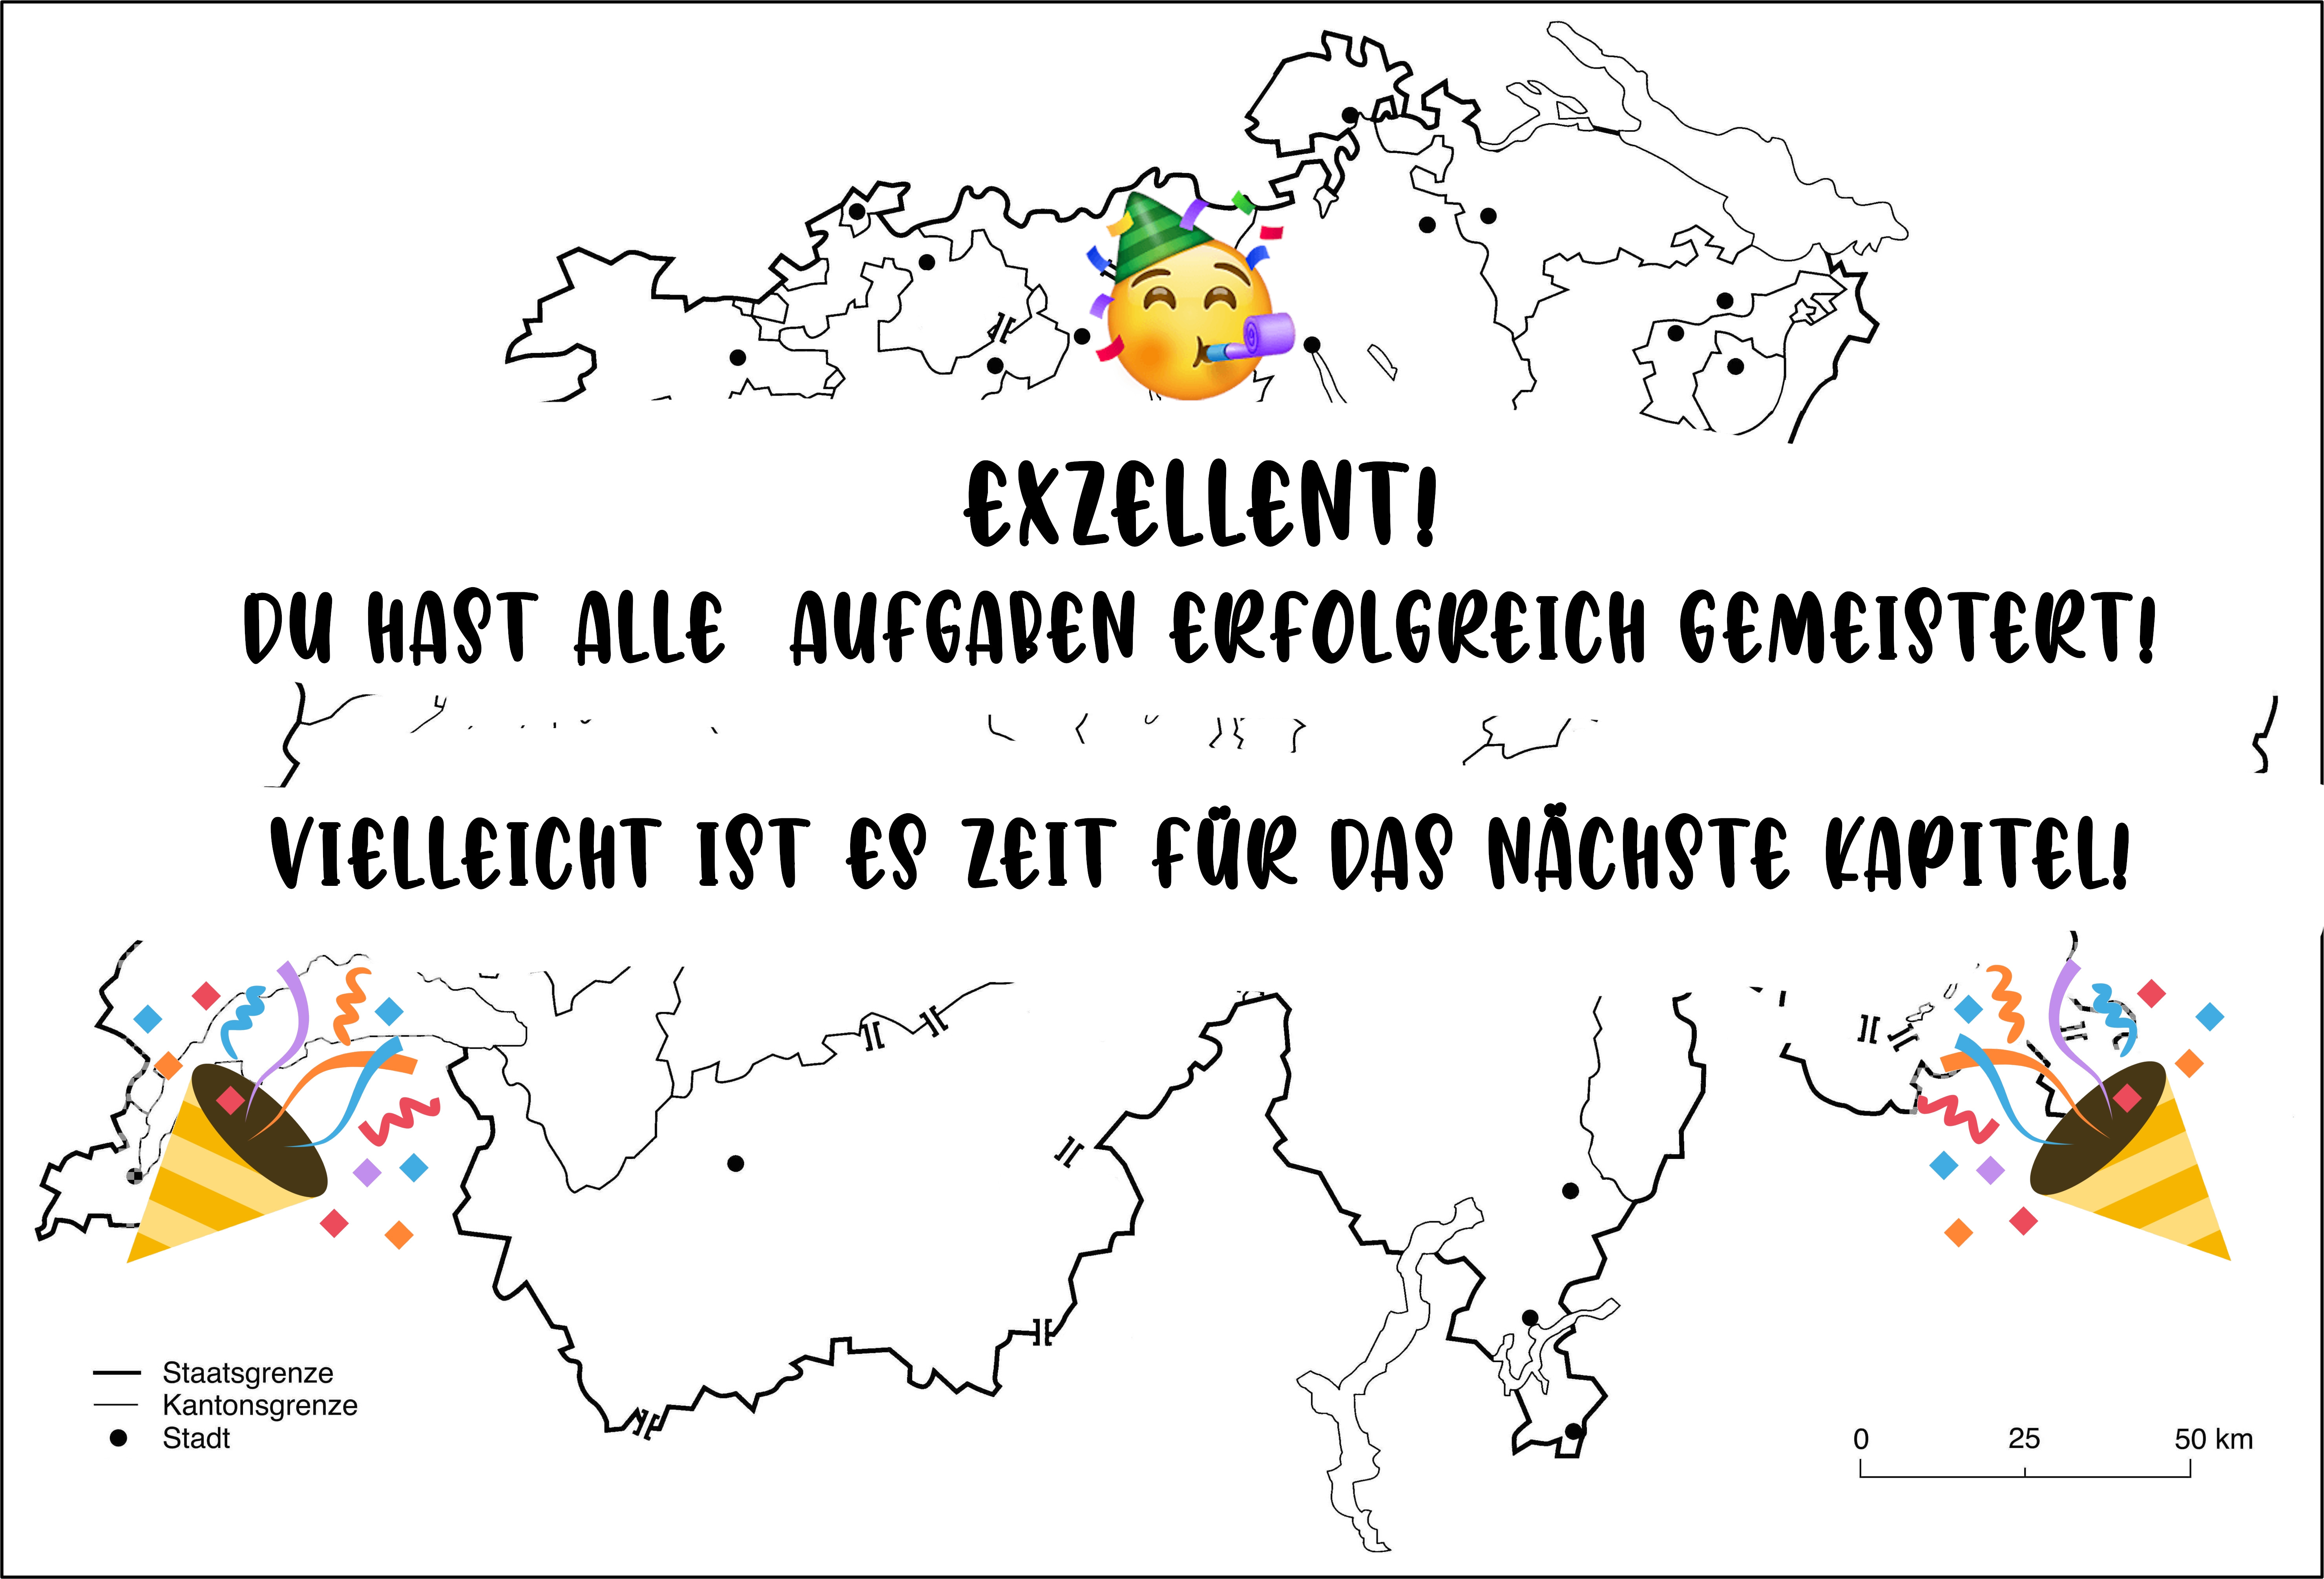 EXZELLENT!
DU HAST ALLE AUFGABEN ERFOLGREICH GEMEISTERT!
VIELLEICHT IST ES ZEIT FÜR DAS NÄCHSTE KAPITEL!
Staatsgrenze
Kantonsgrenze
Stadt
0 25 50 km